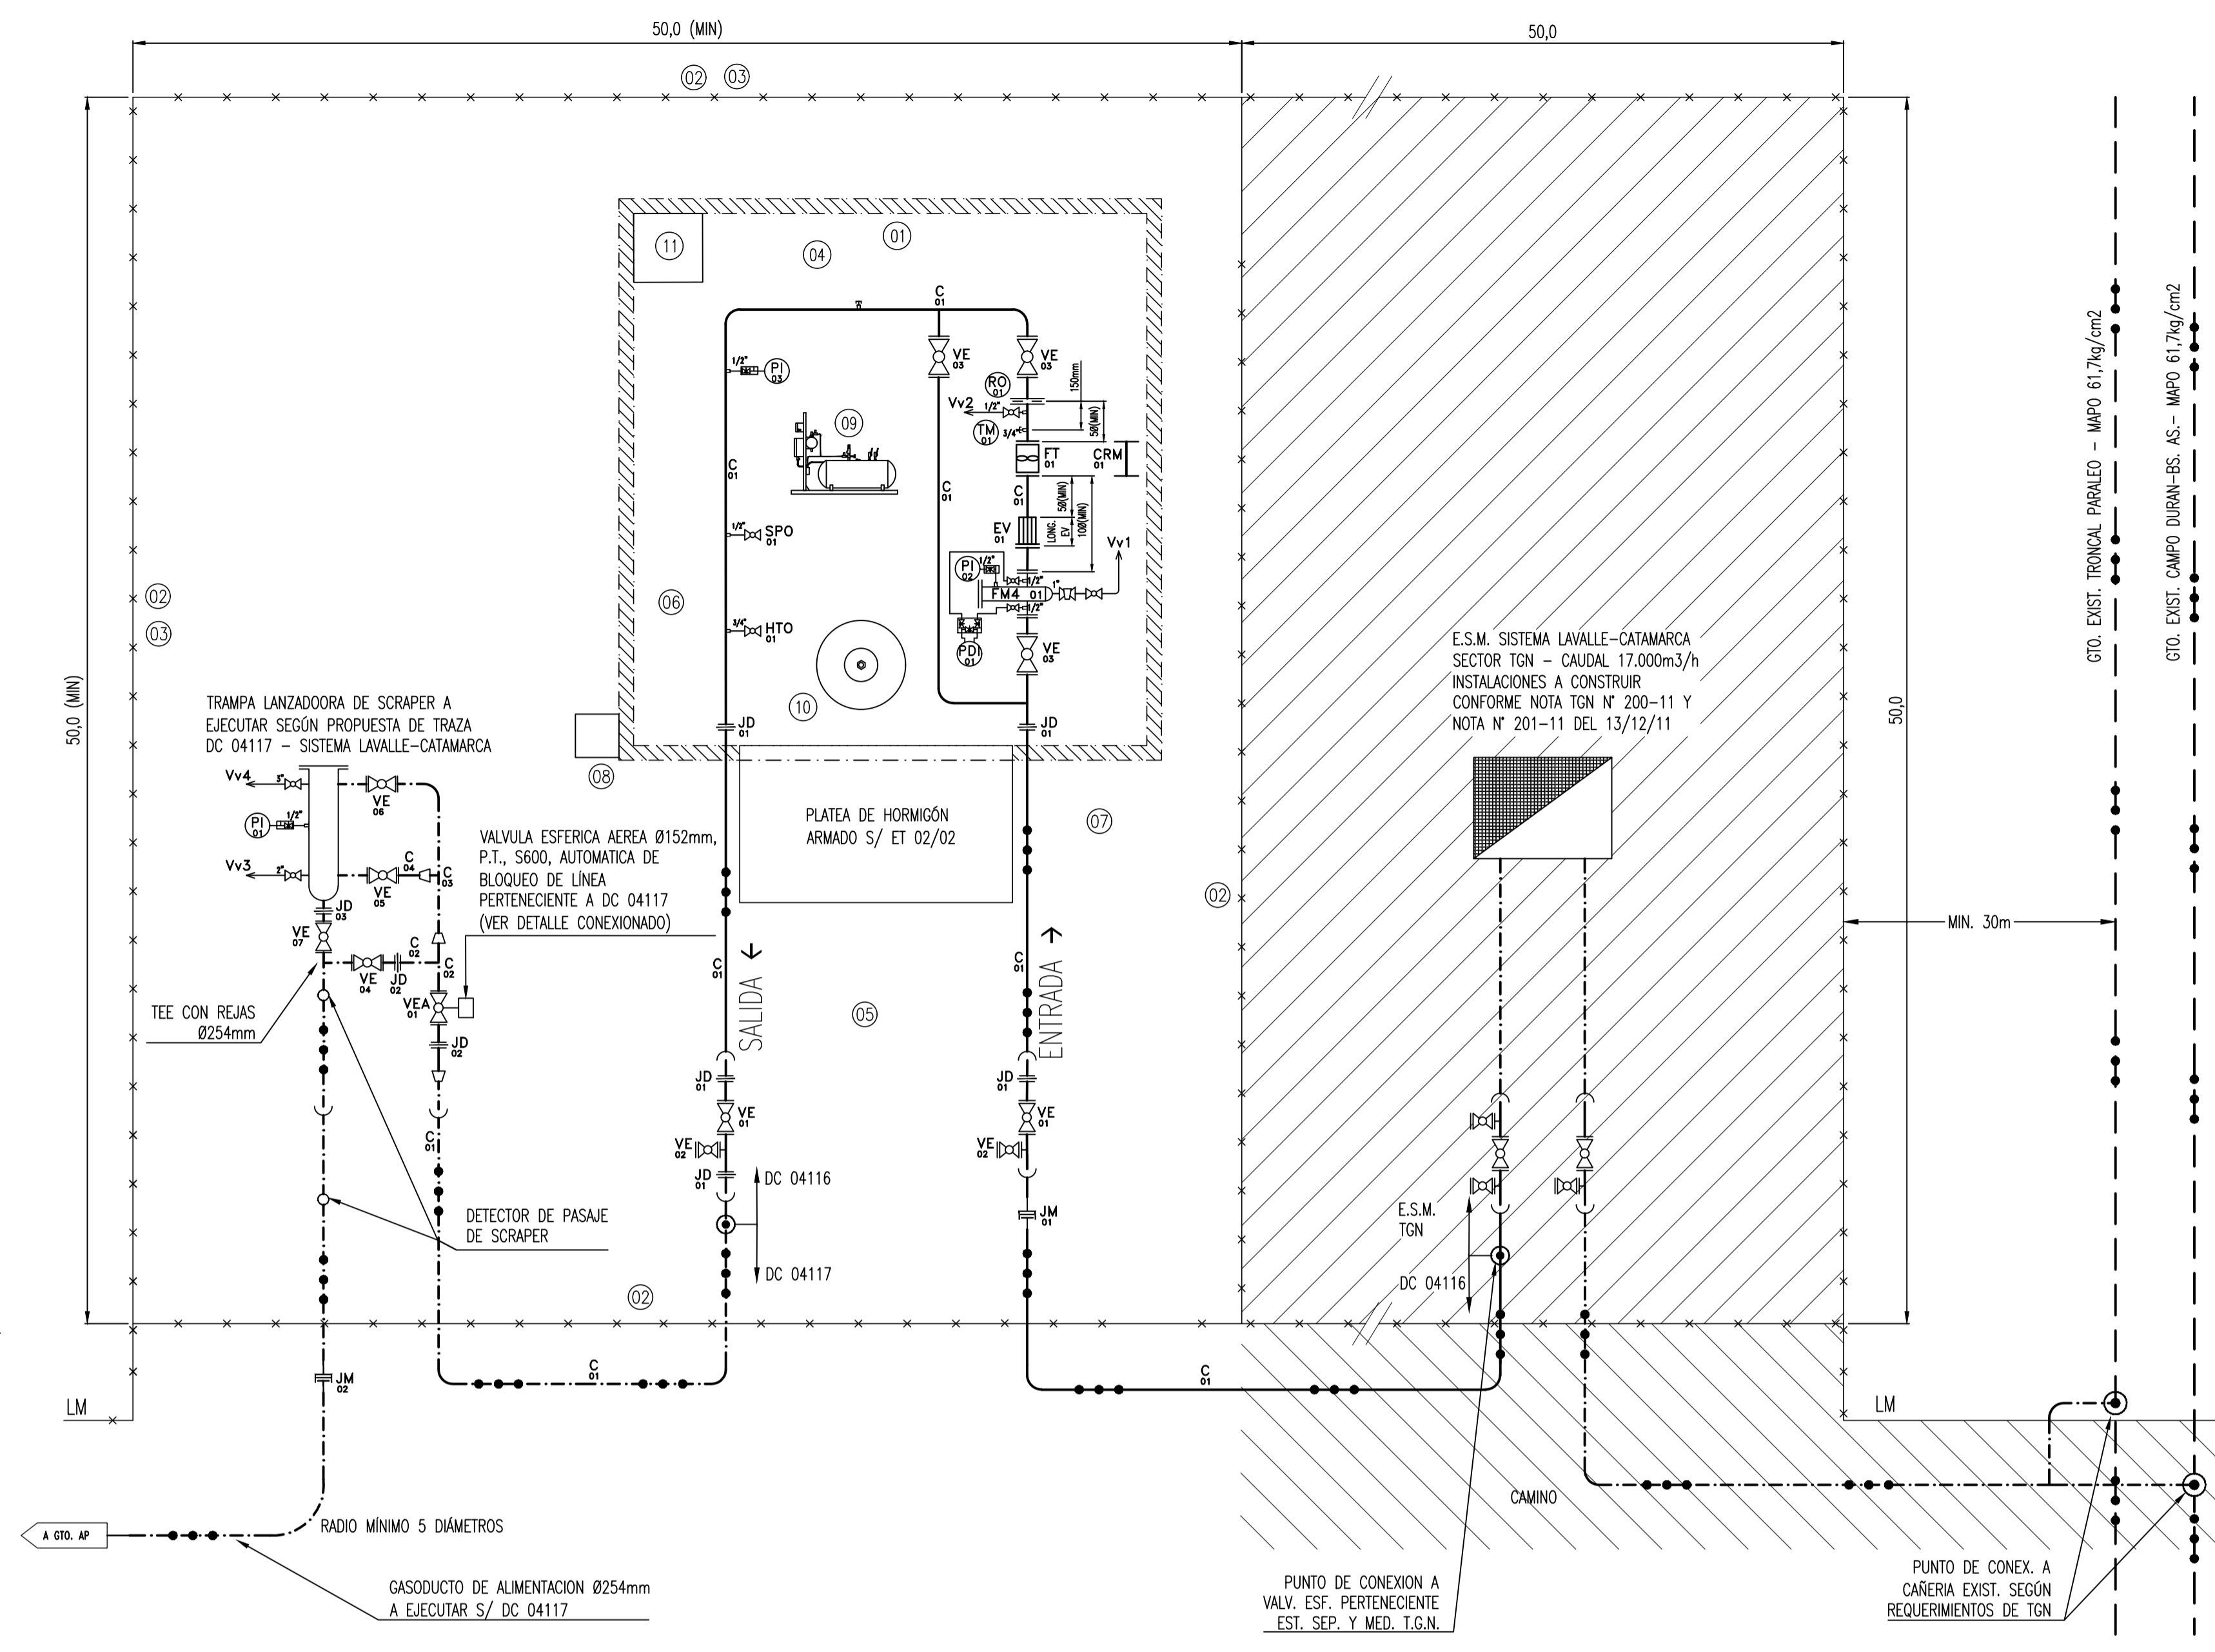 50,0 (MIN)
50,0
02
03
50,0 (MIN)
02
03
11
04
01
C
01
VE
03
VE
03
1/2"
PI
03
RO
01
150mm
Vv2
1/2"
TM
01
3/4"
5Ø(MIN)
09
FT
01
CRM
01
C
01
C
01
C
01
5Ø(MIN)
LONG.
EV
10Ø(MIN)
EV
01
1/2"
SPO
01
Vv1
PI
02
1/2"
1/2"
FM4
01
1"
1/2"
PDI
01
06
3/4"
HTO
01
VE
03
10
JD
01
JD
01
08
PLATEA DE HORMIGÓN
ARMADO S/ ET 02/02
07
TRAMPA LANZADOORA DE SCRAPER A
EJECUTAR SEGÚN PROPUESTA DE TRAZA
DC 04117 – SISTEMA LAVALLE–CATAMARCA
Vv4
3"
VE
06
PI
01
1/2"
Vv3
2"
VE
05
C
04
C
03
JD
03
VE
07
VE
04
JD
02
C
02
C
02
VEA
01
JD
02
TEE CON REJAS
Ø254mm
VALVULA ESFERICA AEREA Ø152mm,
P.T., S600, AUTOMATICA DE
BLOQUEO DE LÍNEA
PERTENECIENTE A DC 04117
(VER DETALLE CONEXIONADO)
C
01
SALIDA
05
C
01
ENTRADA
02
C
01
JD
01
VE
01
VE
02
JD
01
DC 04116
DC 04117
JD
01
VE
01
VE
02
JM
01
DETECTOR DE PASAJE
DE SCRAPER
02
C
01
C
01
JM
02
LM
A GTO. AP
RADIO MÍNIMO 5 DIÁMETROS
GASODUCTO DE ALIMENTACION Ø254mm
A EJECUTAR S/ DC 04117
E.S.M. SISTEMA LAVALLE–CATAMARCA
SECTOR TGN – CAUDAL 17.000m3/h
INSTALACIONES A CONSTRUIR
CONFORME NOTA TGN N° 200–11 Y
NOTA N° 201–11 DEL 13/12/11
E.S.M.
TGN
DC 04116
50,0
MIN. 30m
GTO. EXIST. TRONCAL PARALEO – MAPO 61,7kg/cm2
GTO. EXIST. CAMPO DURAN–BS. AS.– MAPO 61,7kg/cm2
LM
CAMINO
PUNTO DE CONEXION A
VALV. ESF. PERTENECIENTE
EST. SEP. Y MED. T.G.N.
PUNTO DE CONEX. A
CAÑERIA EXIST. SEGÚN
REQUERIMIENTOS DE TGN